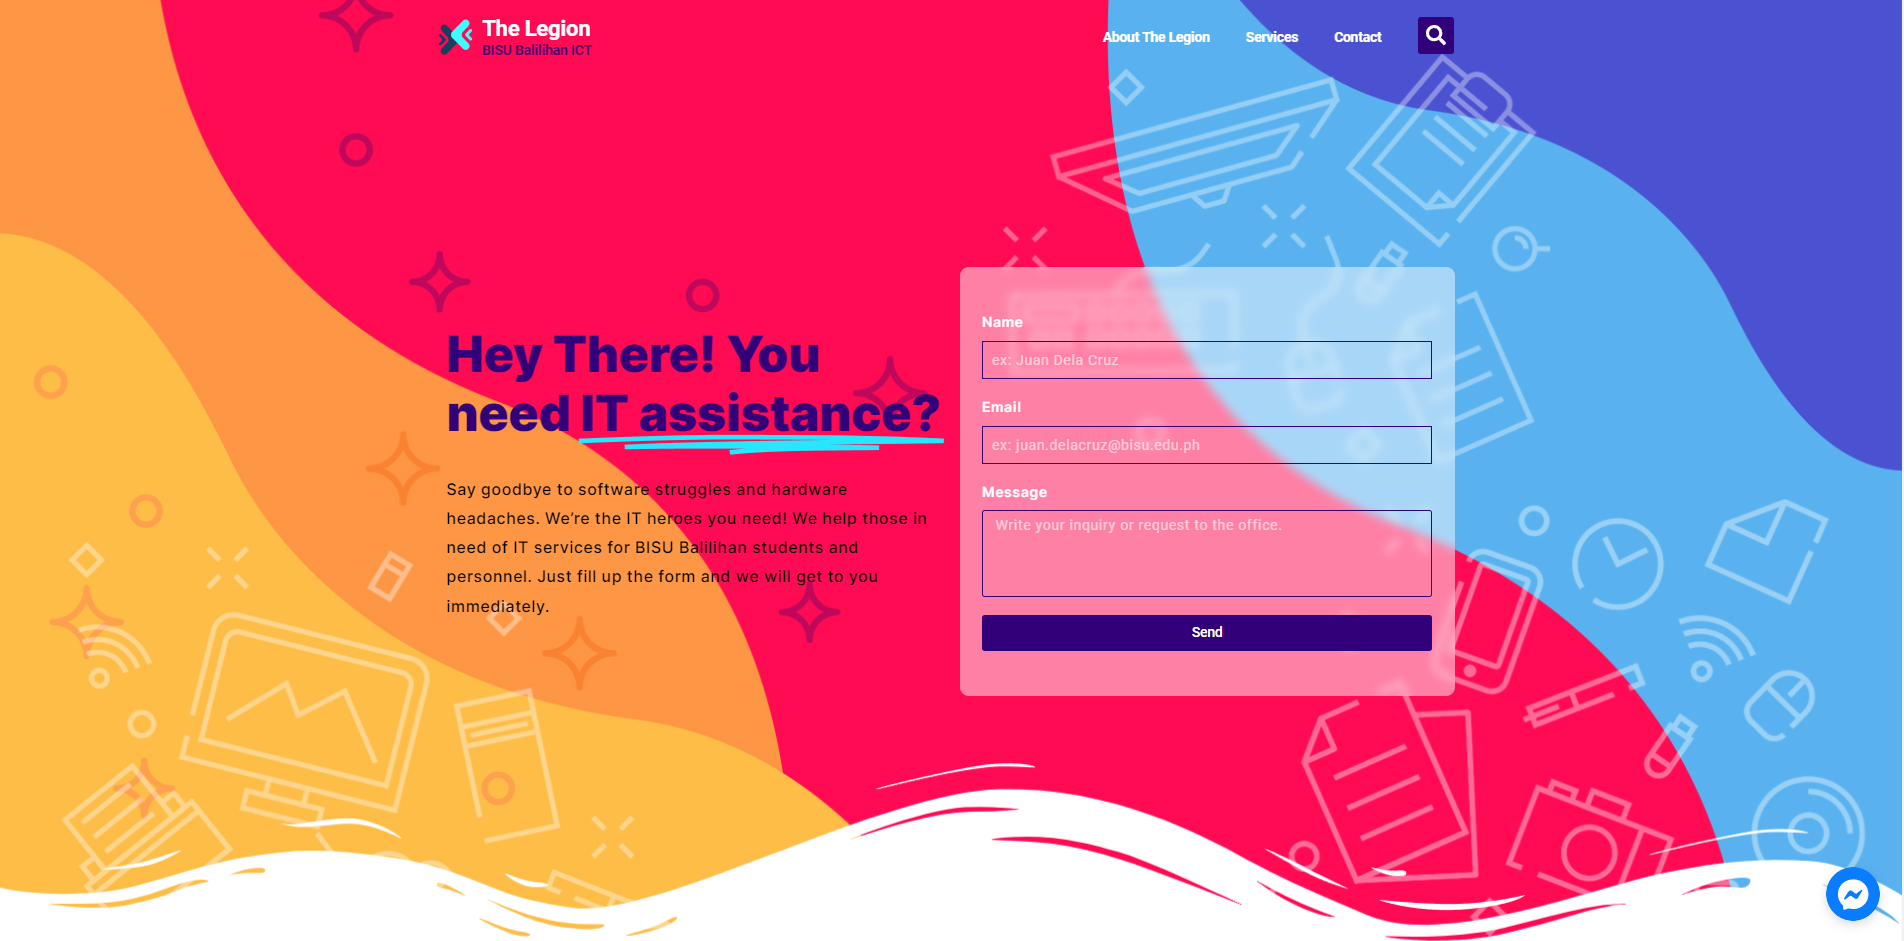 The Legion
BISU Balilihan ICT
About The Legion
Services
Contact
Hey There! You
need IT assistance?
Say goodbye to software struggles and hardware
headaches. We’re the IT heroes you need! We help those in
need of IT services for BISU Balilihan students and
personnel. Just fill up the form and we will get to you
immediately.
Name
ex: Juan Dela Cruz
Email
ex: juan.delacruz@bisu.edu.ph
Message
Write your inquiry or request to the office.
Send